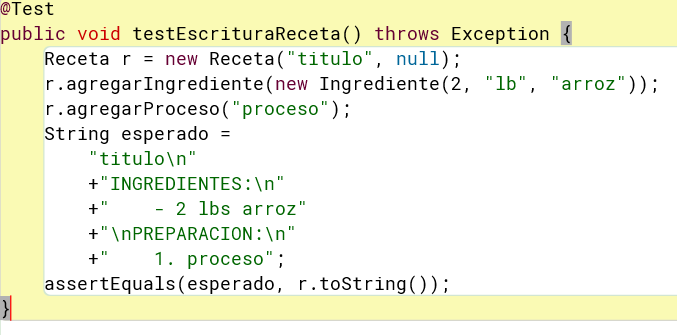 @Test
public void testEscrituraReceta() throws Exception {
    Receta r = new Receta("titulo", null);
    r.agregarIngrediente(new Ingrediente(2, "lb", "arroz"));
    r.agregarProceso("proceso");
    String esperado =
        "titulo\n"
        +"INGREDIENTES:\n"
        +"    - 2 lbs arroz"
        +"\nPREPARACION:\n"
        +"    1. proceso";
    assertEquals(esperado, r.toString());
}